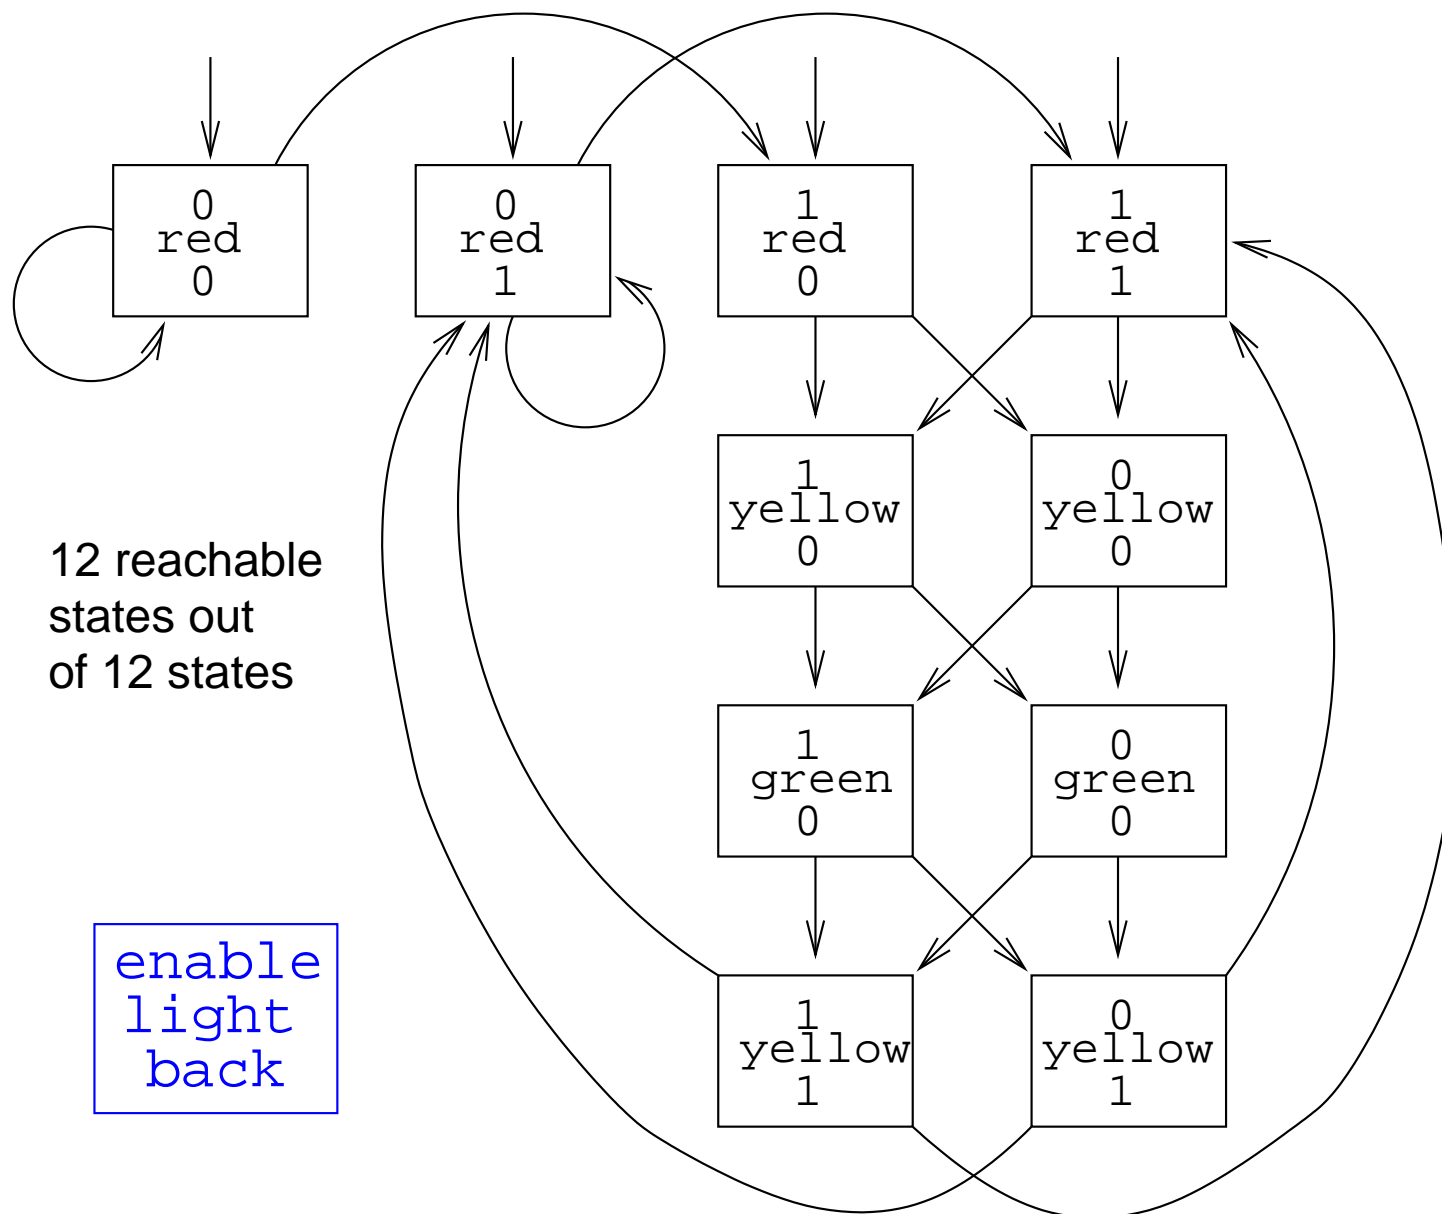 0
red
0
0
red
1
1
red
0
1
red
1
1
yellow
0
0
yellow
0
12 reachable
states out
of 12 states
1
green
0
0
green
0
enable
light
back
1
yellow
1
0
yellow
1